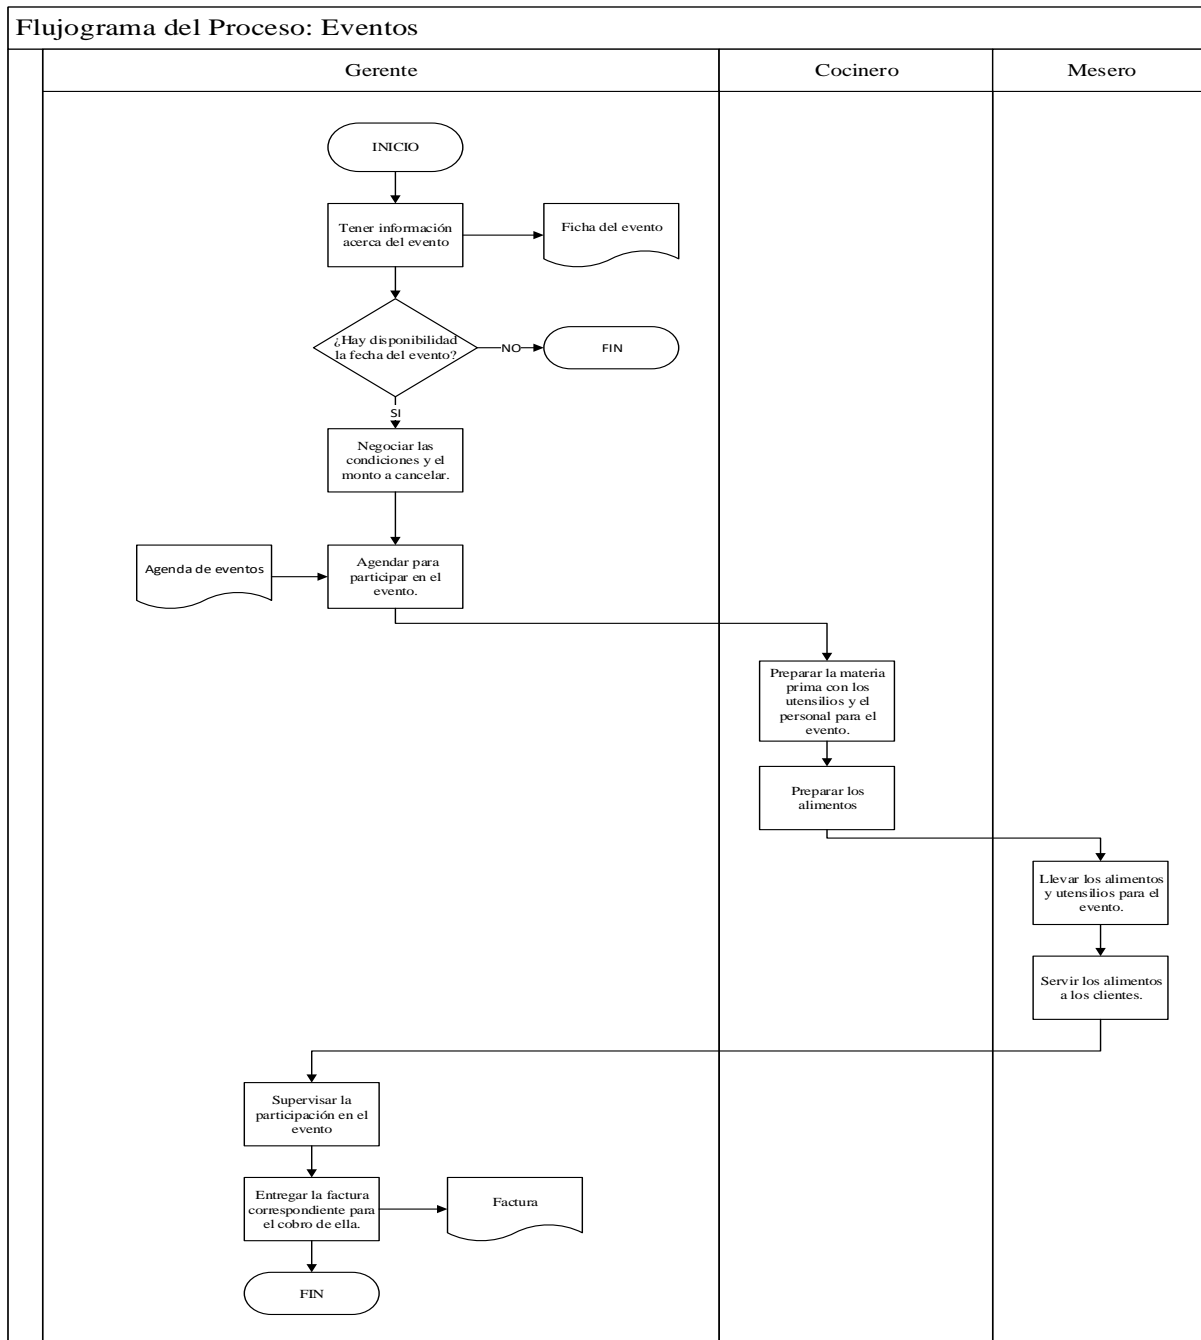 Flujograma del Proceso: Eventos
Gerente
Cocinero
Mesero
INICIO
Tener información
acerca del evento
Ficha del evento
¿Hay disponibilidad
la fecha del evento?
NO
FIN
SI
Negociar las
condiciones y el
monto a cancelar.
Agenda de eventos
Agendar para
participar en el
evento.
Preparar la materia
prima con los
utensilios y el
personal para el
evento.
Preparar los
alimentos
Llevar los alimentos
y utensilios para el
evento.
Servir los alimentos
a los clientes.
Supervisar la
participación en el
evento
Entregar la factura
correspondiente para
el cobro de ella.
Factura
FIN